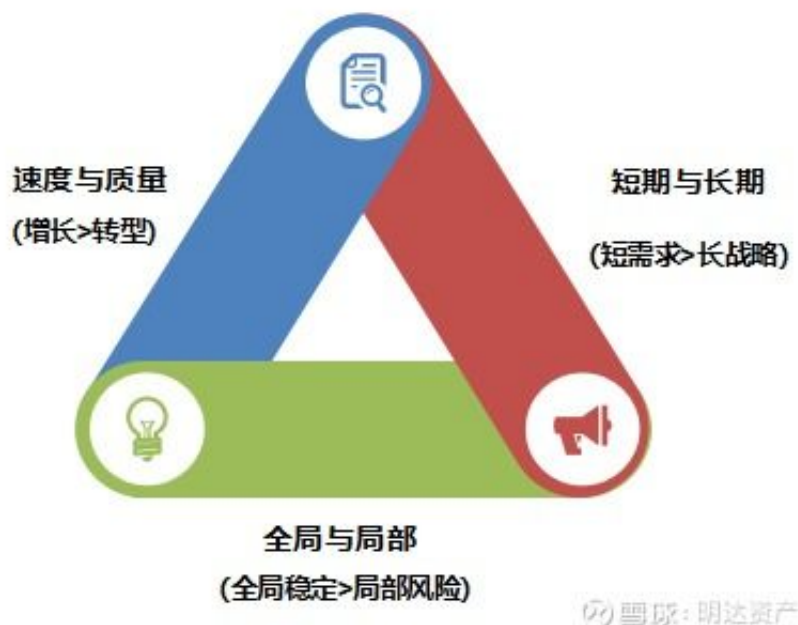 速度与质量
(增长>转型)
短期与长期
(短需求>长战略)
全局与局部
(全局稳定>局部风险)
雪球:明达资产